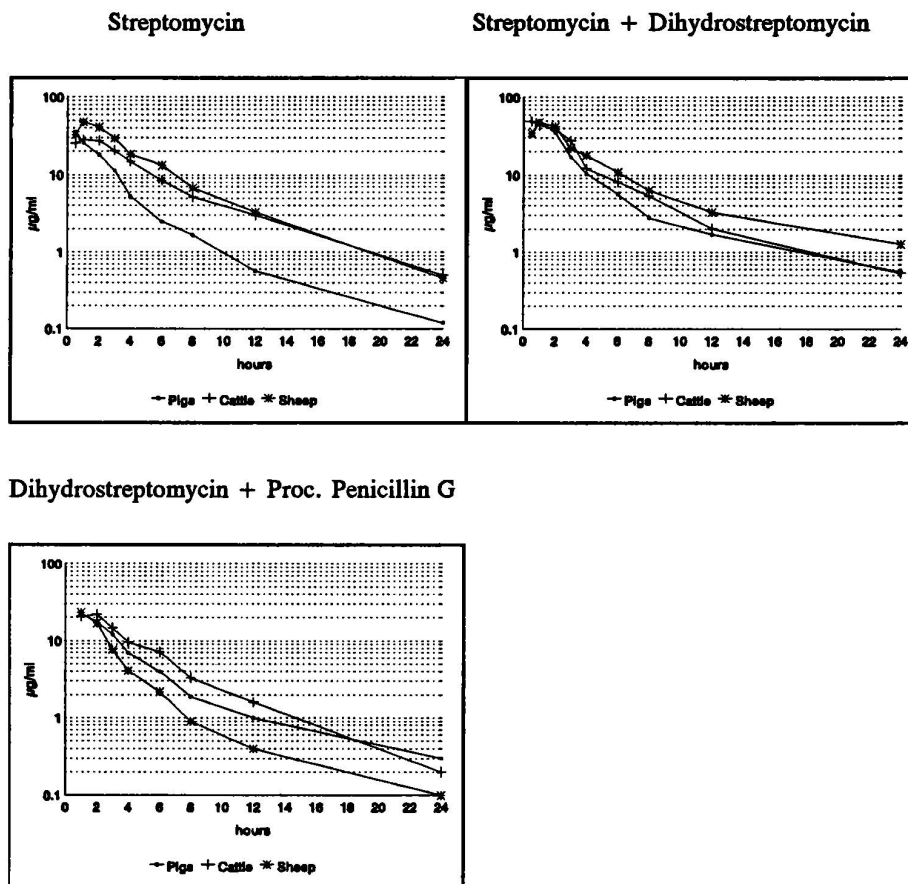 Streptomycin
Streptomycin + Dihydrostreptomycin
100
10
1
0.1
µg/ml
0 2 4 6 8 10 12 14 16 18 20 22 24
hours
Pigs Cattle Sheep
100
10
1
0.1
µg/ml
0 2 4 6 8 10 12 14 16 18 20 22 24
hours
Pigs Cattle Sheep
Dihydrostreptomycin + Proc. Penicillin G
100
10
1
0.1
µg/ml
0 2 4 6 8 10 12 14 16 18 20 22 24
hours
Pigs Cattle Sheep